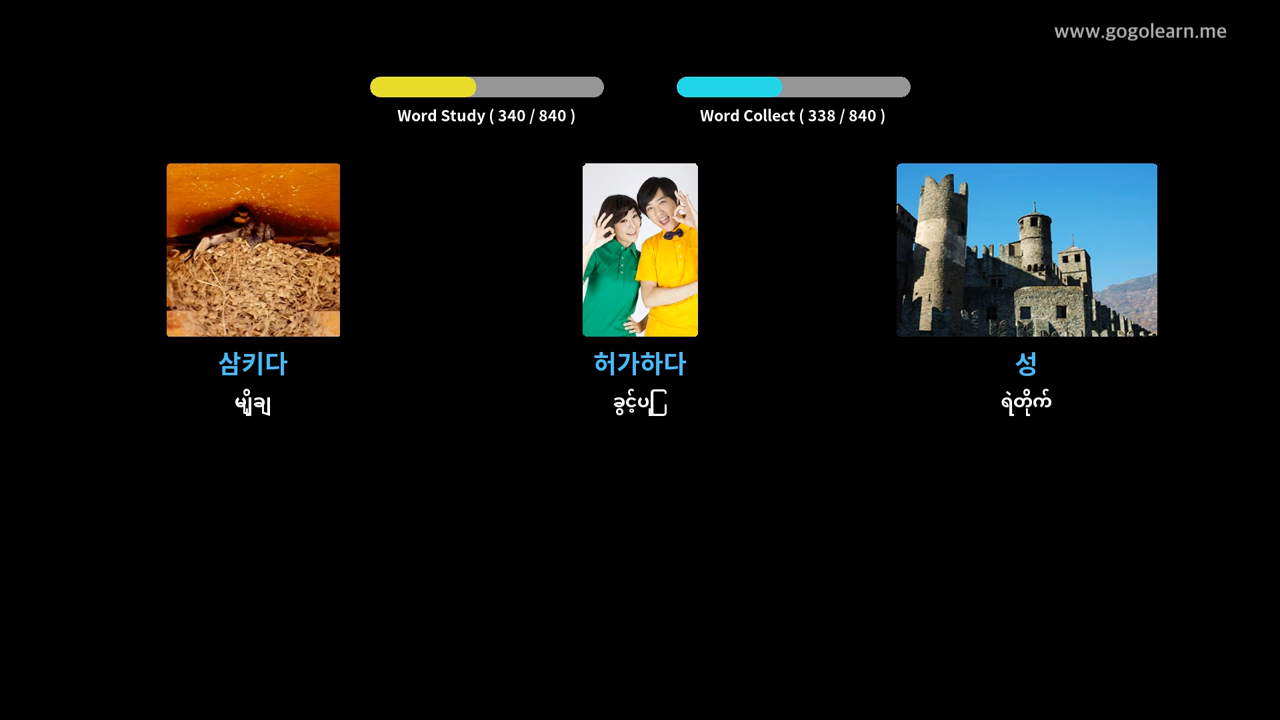 www.gogolearn.me
Word Study ( 340 / 840 )
Word Collect ( 338 / 840 )
삼키다
허가하다
성
မျိုချ
ခွင့်ပြု
ရဲတိုက်